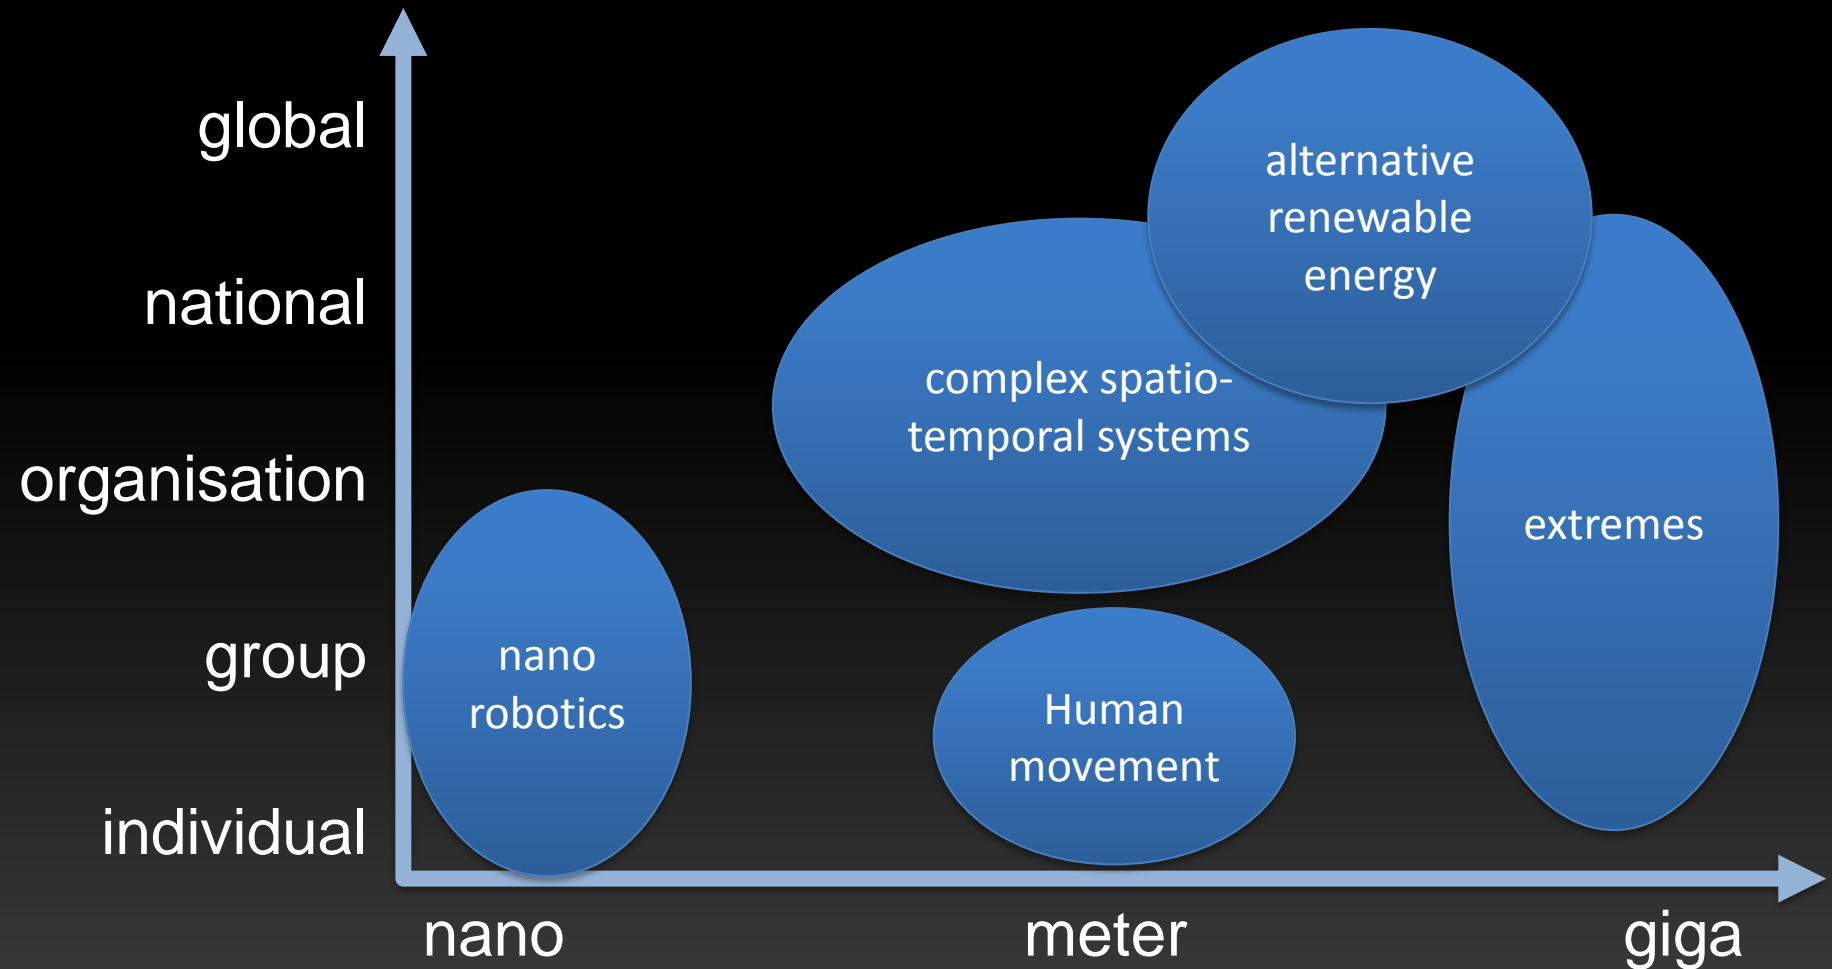 global
national
organisation
group
individual
alternative
renewable
energy
complex spatio-
temporal systems
extremes
nano
robotics
Human
movement
nano
meter
giga